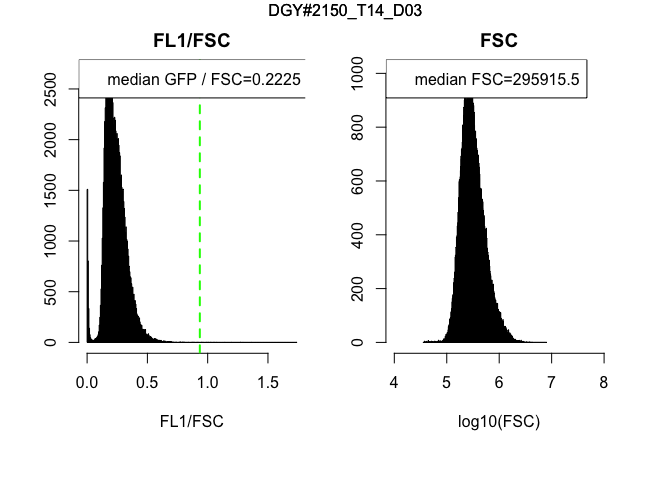 DGY#2150_T14_D03
FL1/FSC
median GFP / FSC=0.2225
2500
2000
1500
1000
500
0
0.0 0.5 1.0 1.5
FL1/FSC
FSC
median FSC=295915.5
1000
800
600
400
200
0
4 5 6 7 8
log10(FSC)